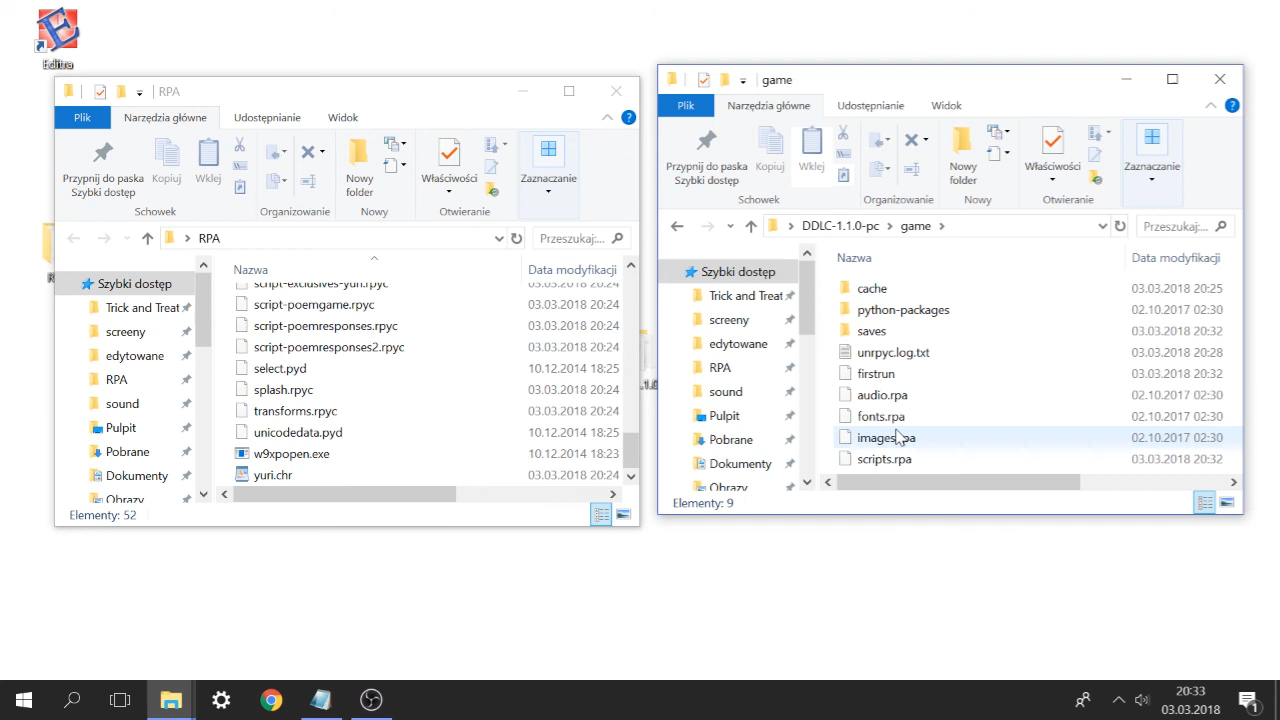 Editra
RPA
Plik
Narzędzia główne
Udostępnianie
Widok
Przypnij do paska
Szybki dostęp
Kopiuj
Wklej
Nowy
folder
Właściwości
Zaznaczanie
Schowek
Organizowanie
Nowy
Otwieranie
RPA
Przeszukaj:...
Szybki dostęp
Trick and Treat
screeny
edytowane
RPA
sound
Pulpit
Pobrane
Dokumenty
Obrazy
Nazwa
Data modyfikacji
script-exclusives-yuri.rpyc
03.03.2018 20:24
script-poemgame.rpyc
03.03.2018 20:24
script-poemresponses.rpyc
03.03.2018 20:24
script-poemresponses2.rpyc
03.03.2018 20:24
select.pyd
10.12.2014 18:25
splash.rpyc
03.03.2018 20:24
transforms.rpyc
03.03.2018 20:24
unicodedata.pyd
10.12.2014 18:25
w9xpopen.exe
10.12.2014 18:23
yuri.chr
03.03.2018 20:24
Elementy: 52
game
Plik
Narzędzia główne
Udostępnianie
Widok
Przypnij do paska
Szybki dostęp
Kopiuj
Wklej
Nowy
folder
Właściwości
Zaznaczanie
Schowek
Organizowanie
Nowy
Otwieranie
DDLC-1.1.0-pc
game
Przeszukaj:...
Szybki dostęp
Trick and Treat
screeny
edytowane
RPA
sound
Pulpit
Pobrane
Dokumenty
Obrazy
Nazwa
Data modyfikacji
cache
03.03.2018 20:25
python-packages
02.10.2017 02:30
saves
03.03.2018 20:32
unrpyc.log.txt
03.03.2018 20:28
firstrun
03.03.2018 20:32
audio.rpa
02.10.2017 02:30
fonts.rpa
02.10.2017 02:30
images.rpa
02.10.2017 02:30
scripts.rpa
03.03.2018 20:32
Elementy: 9
20:33
03.03.2018
1